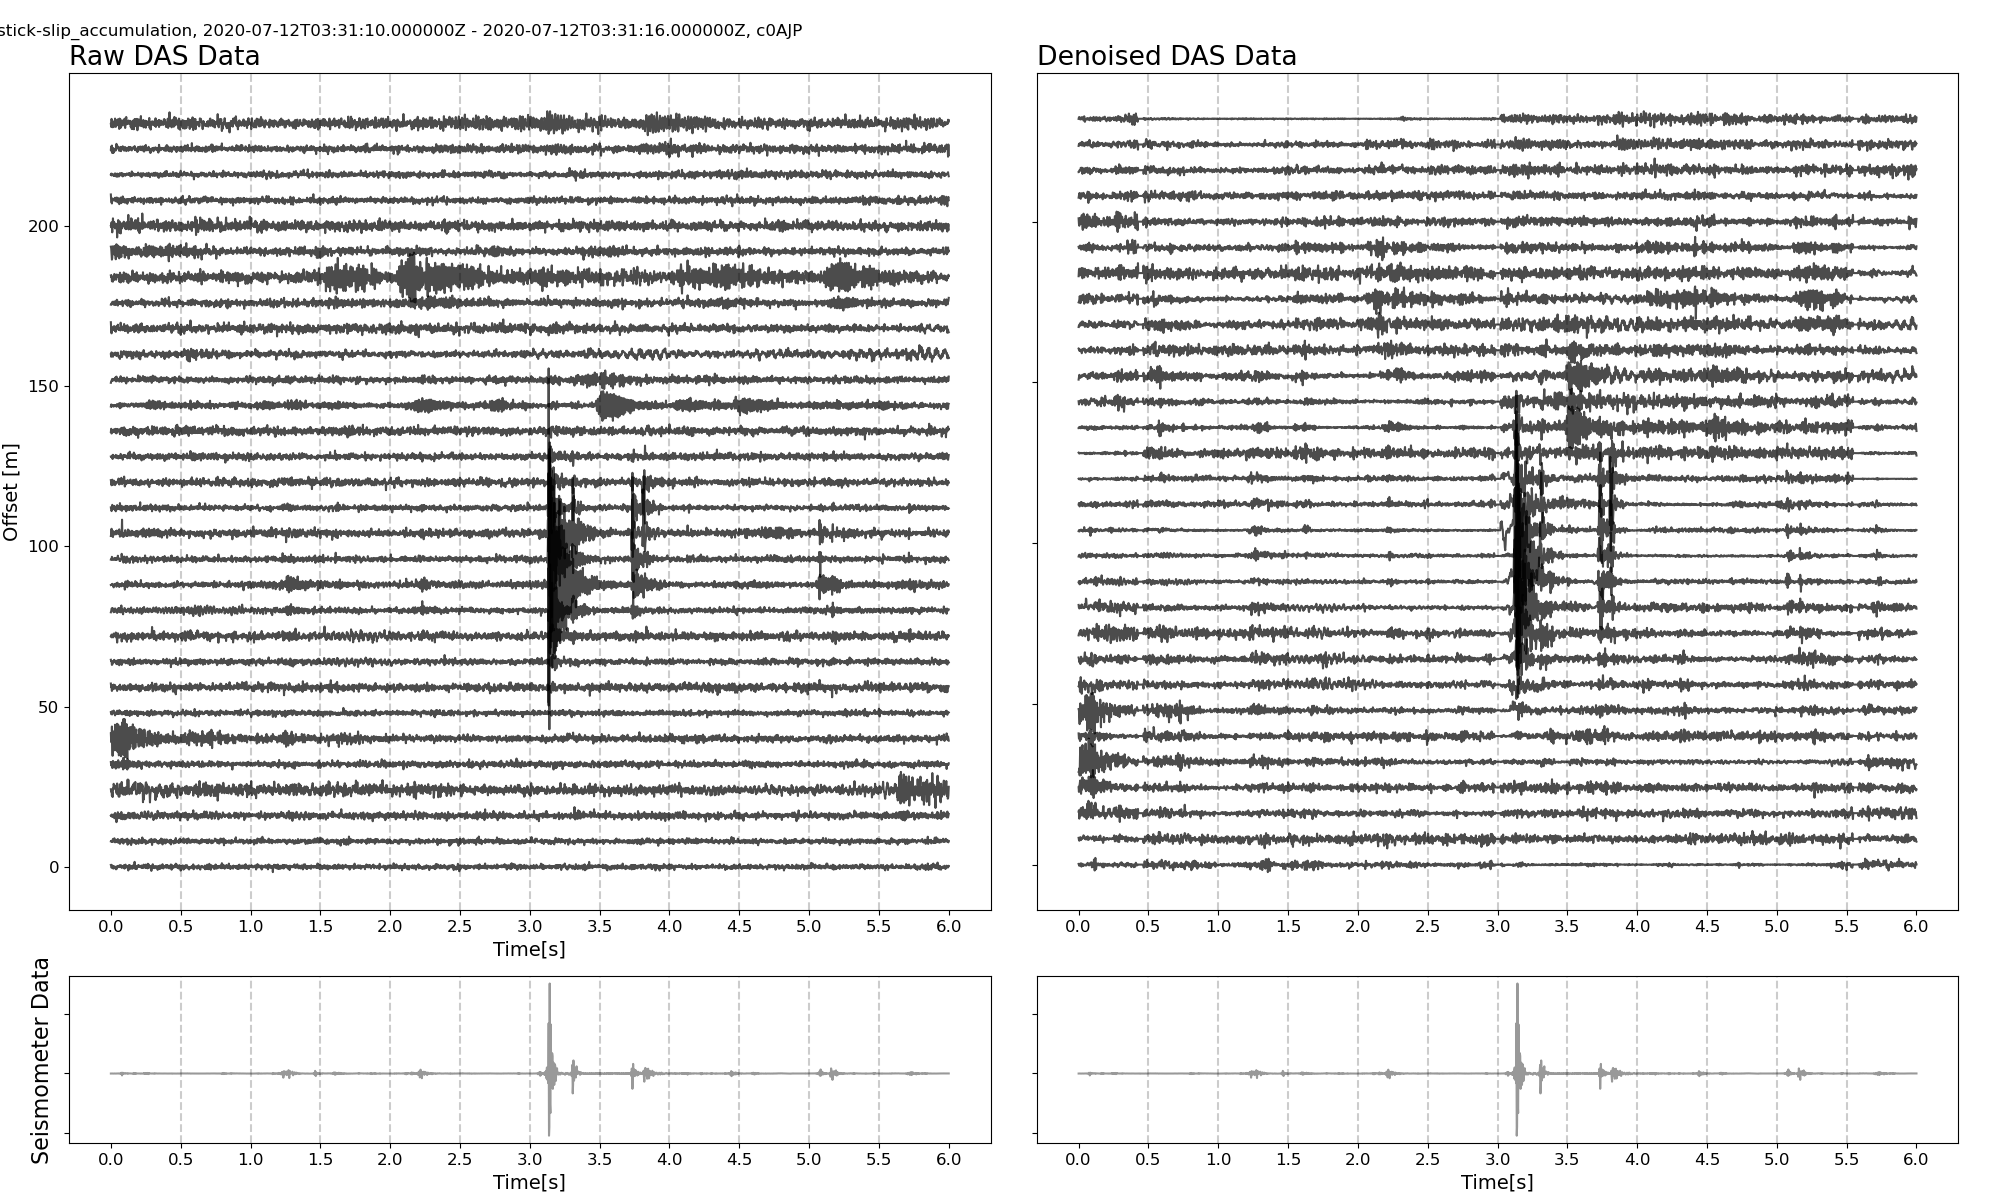 stick-slip_accumulation, 2020-07-12T03:31:10.000000Z - 2020-07-12T03:31:16.000000Z, c0AJP
Raw DAS Data
Denoised DAS Data
Offset [m]
200
150
100
50
0
0.0 0.5 1.0 1.5 2.0 2.5 3.0 3.5 4.0 4.5 5.0 5.5 6.0
Time[s]
0.0 0.5 1.0 1.5 2.0 2.5 3.0 3.5 4.0 4.5 5.0 5.5 6.0
Seismometer Data
0.0 0.5 1.0 1.5 2.0 2.5 3.0 3.5 4.0 4.5 5.0 5.5 6.0
Time[s]
0.0 0.5 1.0 1.5 2.0 2.5 3.0 3.5 4.0 4.5 5.0 5.5 6.0
Time[s]